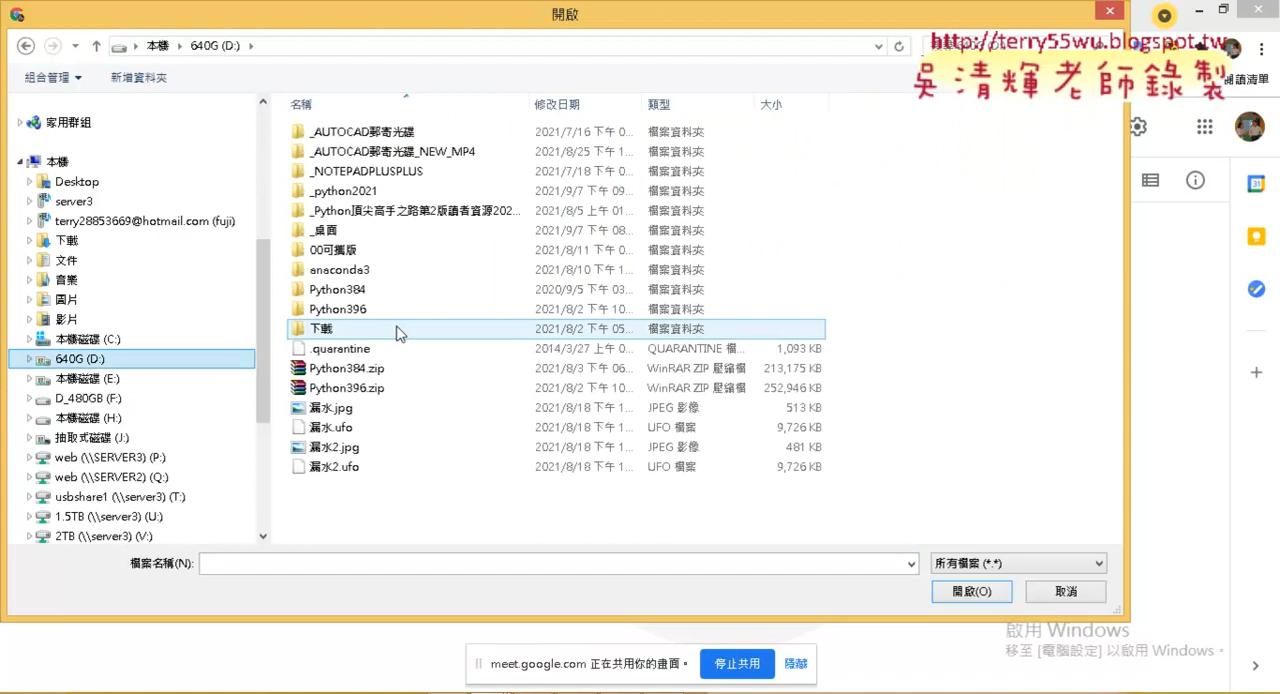 開啟
http://terry55wu.blogspot.tw
吳清輝老師錄製
本機 640G (D:)
閱讀清單
組合管理 新增資料夾
名稱 修改日期 類型 大小
家用群組
本機
Desktop
server3
terry28853669@hotmail.com (fuji)
下載
文件
音樂
圖片
影片
本機磁碟 (C:)
640G (D:)
本機磁碟 (E:)
D_480GB (F:)
本機磁碟 (H:)
抽取式磁碟 (J:)
web (\\SERVER3) (P:)
web (\\SERVER2) (Q:)
usbshare1 (\\server3) (T:)
1.5TB (\\server3) (U:)
2TB (\\server3) (V:)
_AUTOCAD郵寄光碟 2021/7/16 下午 0... 檔案資料夾
_AUTOCAD郵寄光碟_NEW_MP4 2021/8/25 下午 1... 檔案資料夾
_NOTEPADPLUSPLUS 2021/7/18 下午 0... 檔案資料夾
_python2021 2021/9/7 下午 09... 檔案資料夾
_Python頂尖高手之路第2版讀者資源202... 2021/8/5 上午 01... 檔案資料夾
_桌面 2021/9/7 下午 08... 檔案資料夾
00可攜版 2021/8/11 下午 0... 檔案資料夾
anaconda3 2021/8/10 下午 1... 檔案資料夾
Python384 2020/9/5 下午 03... 檔案資料夾
Python396 2021/8/2 下午 10... 檔案資料夾
下載 2021/8/2 下午 05... 檔案資料夾
.quarantine 2014/3/27 上午 0... QUARANTINE 檔... 1,093 KB
Python384.zip 2021/8/3 下午 06... WinRAR ZIP 壓縮檔 213,175 KB
Python396.zip 2021/8/2 下午 10... WinRAR ZIP 壓縮檔 252,946 KB
漏水.jpg 2021/8/18 下午 1... JPEG 影像 513 KB
漏水.ufo 2021/8/18 下午 1... UFO 檔案 9,726 KB
漏水2.jpg 2021/8/18 下午 1... JPEG 影像 481 KB
漏水2.ufo 2021/8/18 下午 1... UFO 檔案 9,726 KB
檔案名稱(N): 所有檔案 (*.*)
開啟(O) 取消
31
啟用 Windows
移至 [電腦設定] 以啟用 Windows。
meet.google.com 正在共用你的畫面。 停止共用 隱藏